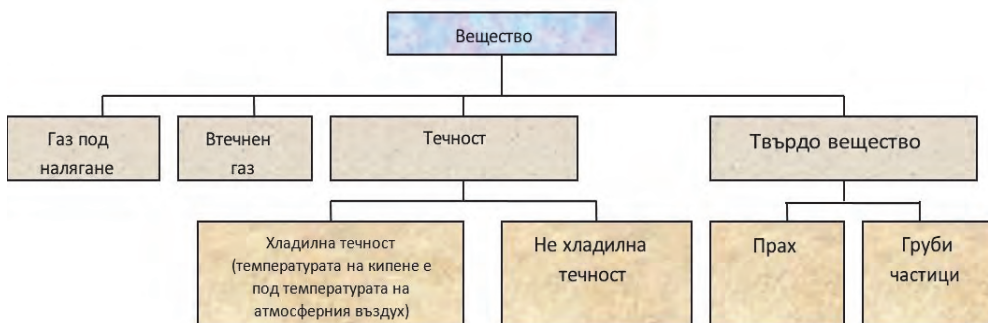 Вещество
Газ под
налягане
Втечнен
газ
Течност
Твърдо вещество
Хладилна течност
(температурата на кипене е
под температурата на
атмосферния въздух)
Не хладилна
течност
Прах
Груби
частици